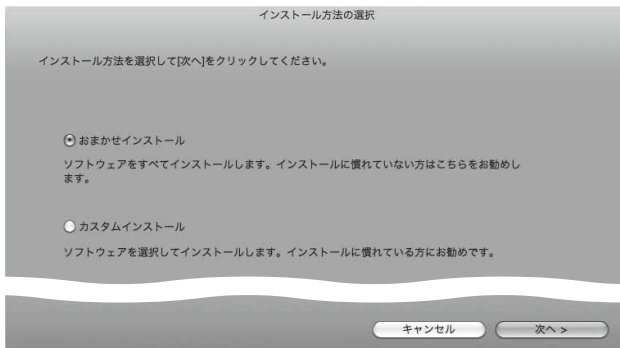 インストール方法の選択
インストール方法を選択して[次へ]をクリックしてください。
おまかせインストール
ソフトウェアをすべてインストールします。インストールに慣れていない方はこちらをお勧めし
ます。
カスタムインストール
ソフトウェアを選択してインストールします。インストールに慣れている方にお勧めです。
キャンセル 次へ >